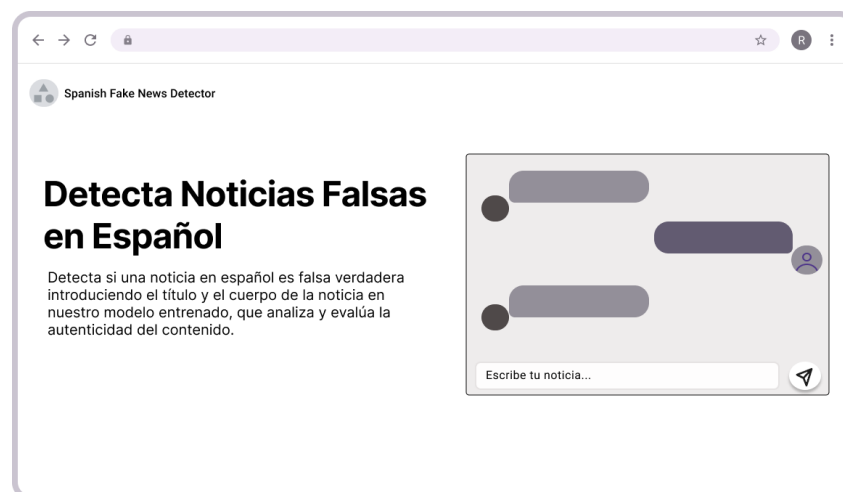 R
Spanish Fake News Detector
Detecta Noticias Falsas
en Español
Detecta si una noticia en español es falsa verdadera
introduciendo el título y el cuerpo de la noticia en
nuestro modelo entrenado, que analiza y evalúa la
autenticidad del contenido.
Escribe tu noticia...